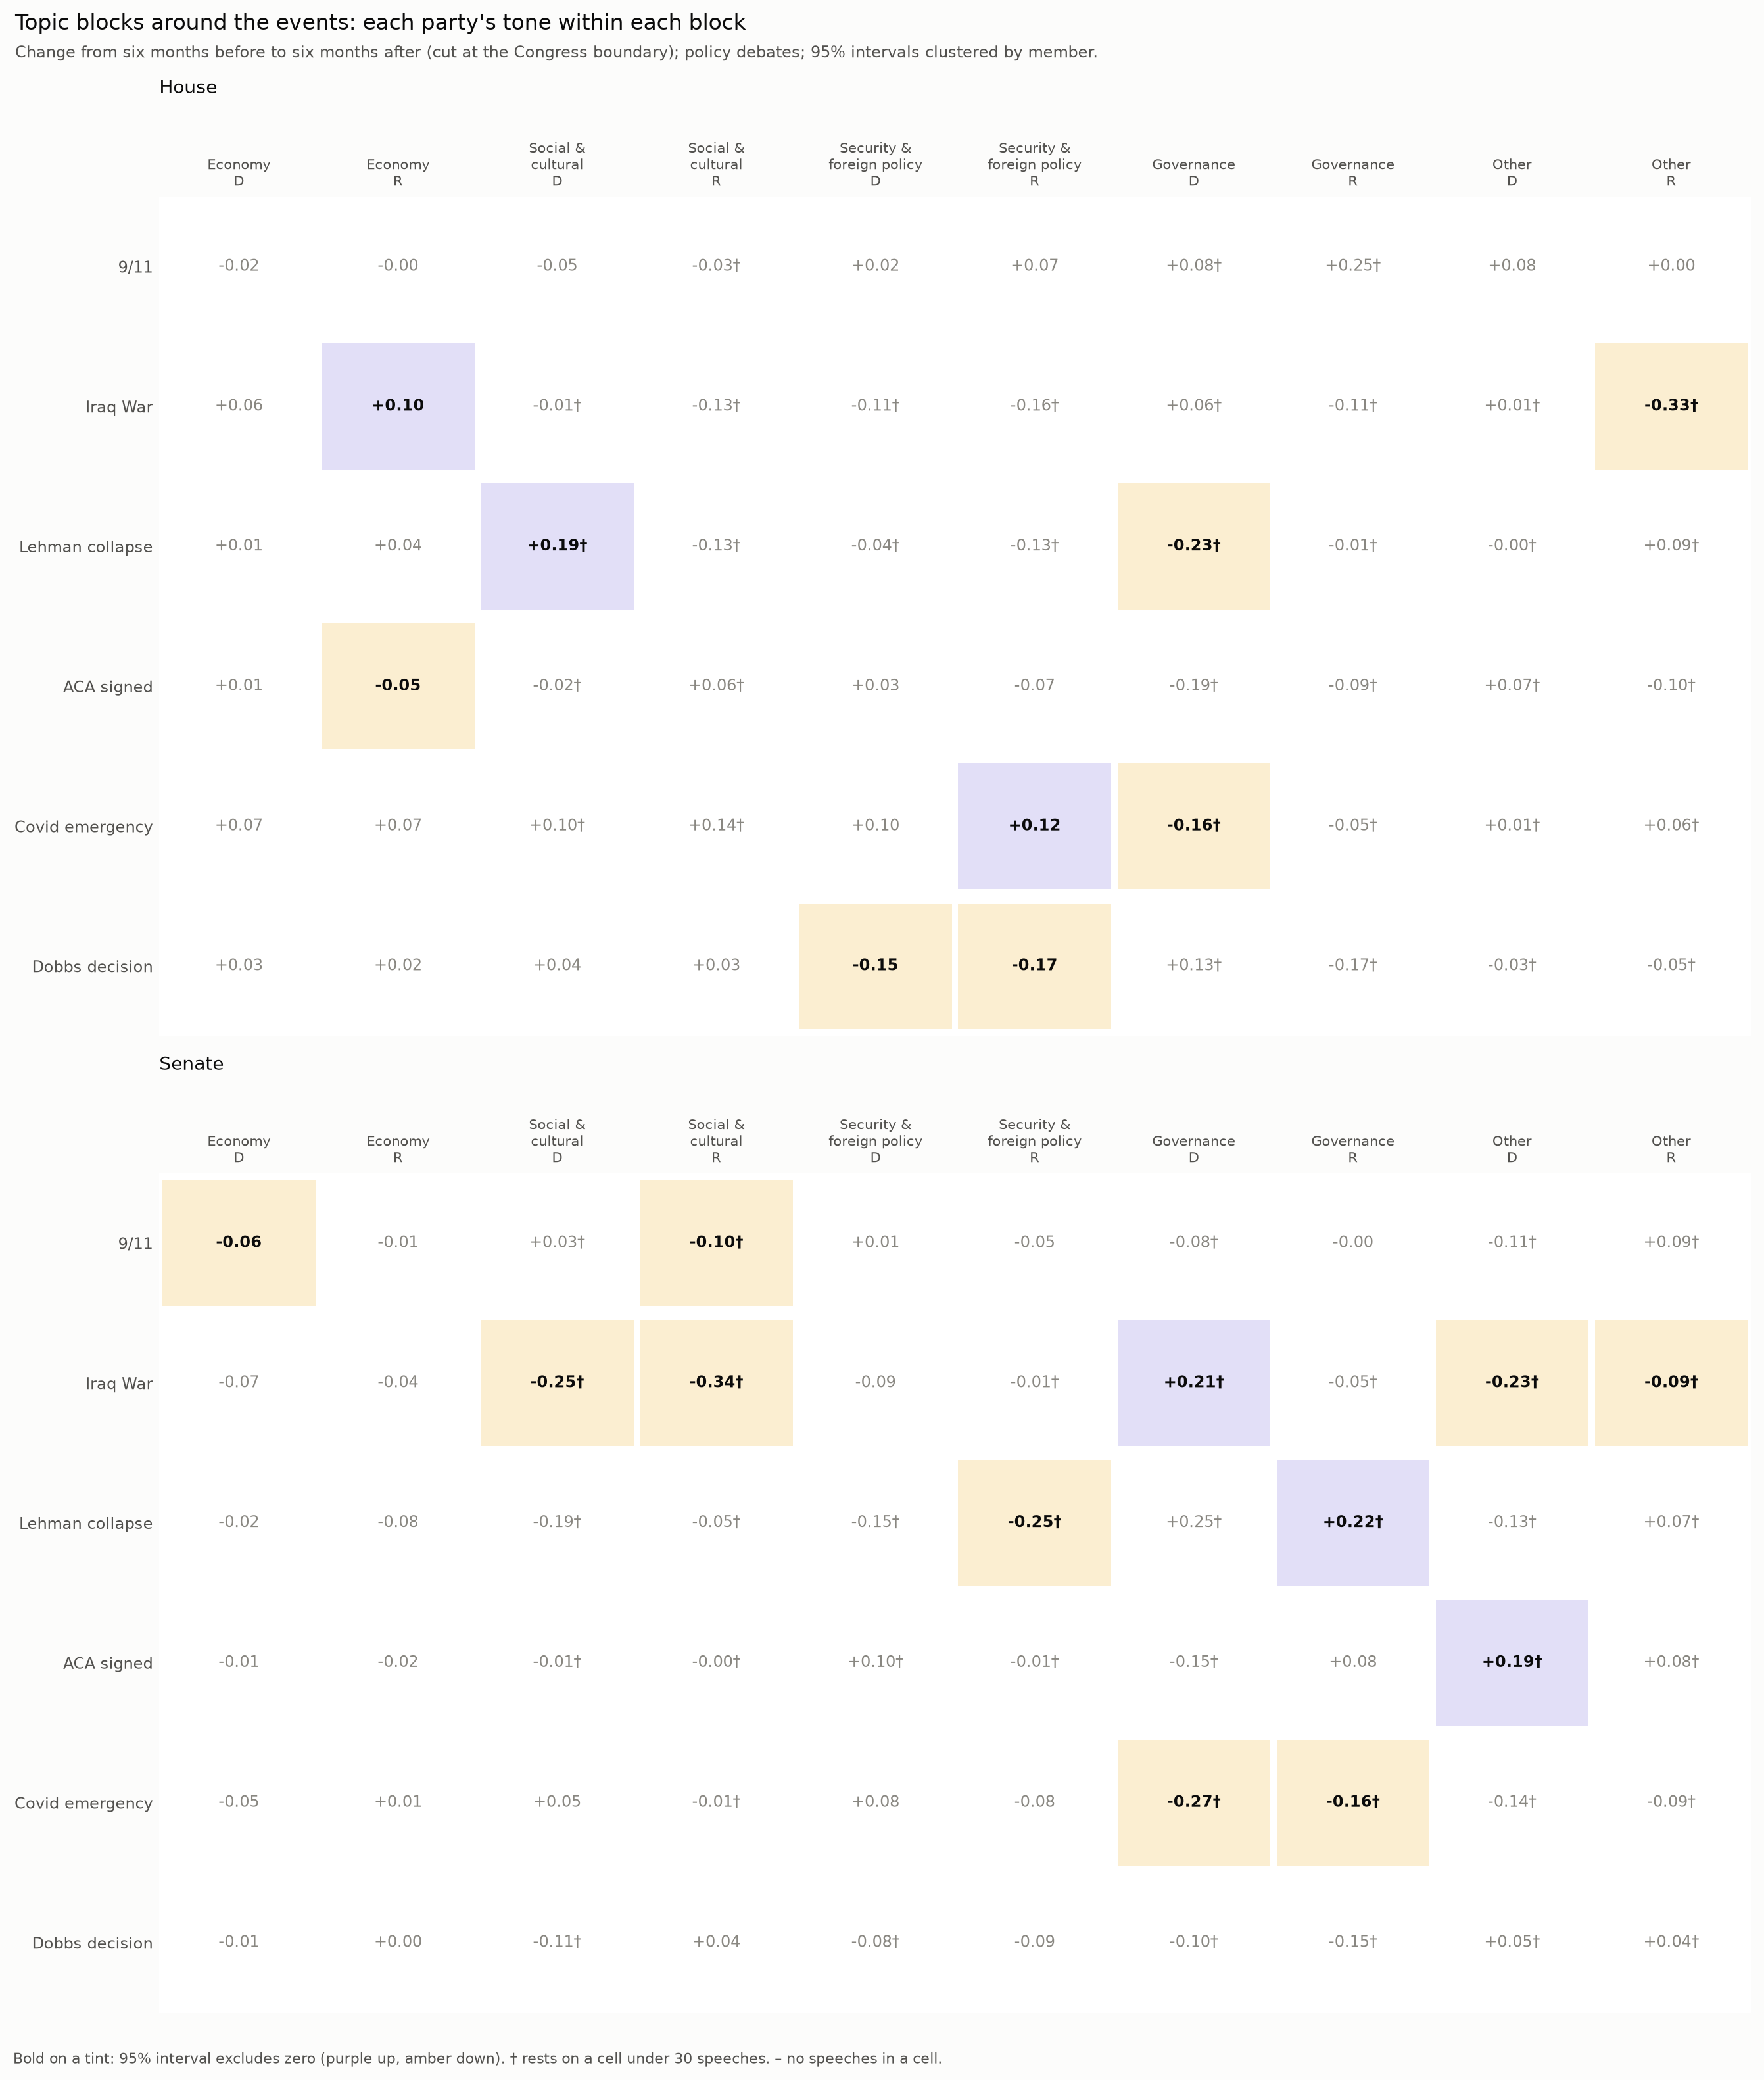 Topic blocks around the events: each party's tone within each block
Change from six months before to six months after (cut at the Congress boundary); policy debates; 95% intervals clustered by member.
House
Economy D Economy R Social & cultural D Social & cultural R Security & foreign policy D Security & foreign policy R Governance D Governance R Other D Other R
9/11 -0.02 -0.00 -0.05 -0.03† +0.02 +0.07 +0.08† +0.25† +0.08 +0.00
Iraq War +0.06 +0.10 -0.01† -0.13† -0.11† -0.16† +0.06† -0.11† +0.01† -0.33†
Lehman collapse +0.01 +0.04 +0.19† -0.13† -0.04† -0.13† -0.23† -0.01† -0.00† +0.09†
ACA signed +0.01 -0.05 -0.02† +0.06† +0.03 -0.07 -0.19† -0.09† +0.07† -0.10†
Covid emergency +0.07 +0.07 +0.10† +0.14† +0.10 +0.12 -0.16† -0.05† +0.01† +0.06†
Dobbs decision +0.03 +0.02 +0.04 +0.03 -0.15 -0.17 +0.13† -0.17† -0.03† -0.05†
Senate
Economy D Economy R Social & cultural D Social & cultural R Security & foreign policy D Security & foreign policy R Governance D Governance R Other D Other R
9/11 -0.06 -0.01 +0.03† -0.10† +0.01 -0.05 -0.08† -0.00 -0.11† +0.09†
Iraq War -0.07 -0.04 -0.25† -0.34† -0.09 -0.01† +0.21† -0.05† -0.23† -0.09†
Lehman collapse -0.02 -0.08 -0.19† -0.05† -0.15† -0.25† +0.25† +0.22† -0.13† +0.07†
ACA signed -0.01 -0.02 -0.01† -0.00† +0.10† -0.01† -0.15† +0.08 +0.19† +0.08†
Covid emergency -0.05 +0.01 +0.05 -0.01† +0.08 -0.08 -0.27† -0.16† -0.14† -0.09†
Dobbs decision -0.01 +0.00 -0.11† +0.04 -0.08† -0.09 -0.10† -0.15† +0.05† +0.04†
Bold on a tint: 95% interval excludes zero (purple up, amber down). † rests on a cell under 30 speeches. – no speeches in a cell.